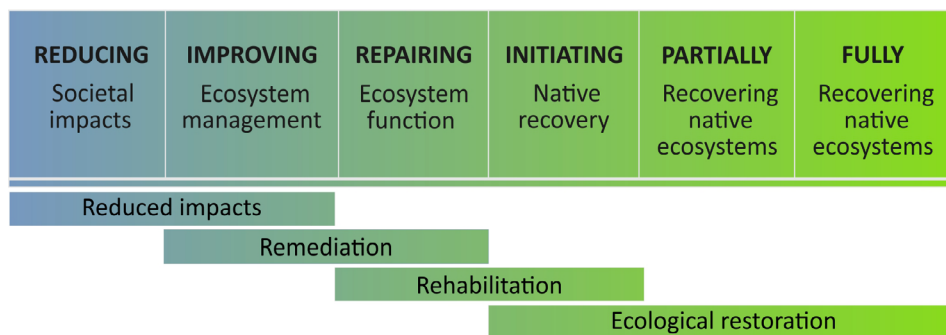 REDUCING
Societal
impacts
IMPROVING
Ecosystem
management
REPAIRING
Ecosystem
function
INITIATING
Native
recovery
PARTIALLY
Recovering
native
ecosystems
FULLY
Recovering
native
ecosystems
Reduced impacts
Remediation
Rehabilitation
Ecological restoration